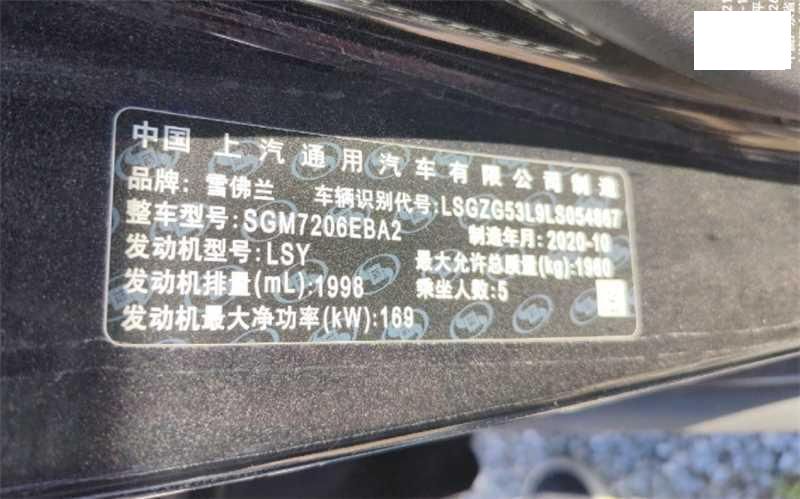 中国 上汽通用汽车有限公司制造
品牌: 雪佛兰 车辆识别代号: LSGZG53L9LS054867
整车型号: SGM7206EBA2 制造年月: 2020-10
发动机型号: LSY 最大允许总质量(kg): 1960
发动机排量(mL): 1998 乘坐人数: 5
发动机最大净功率(kW): 169